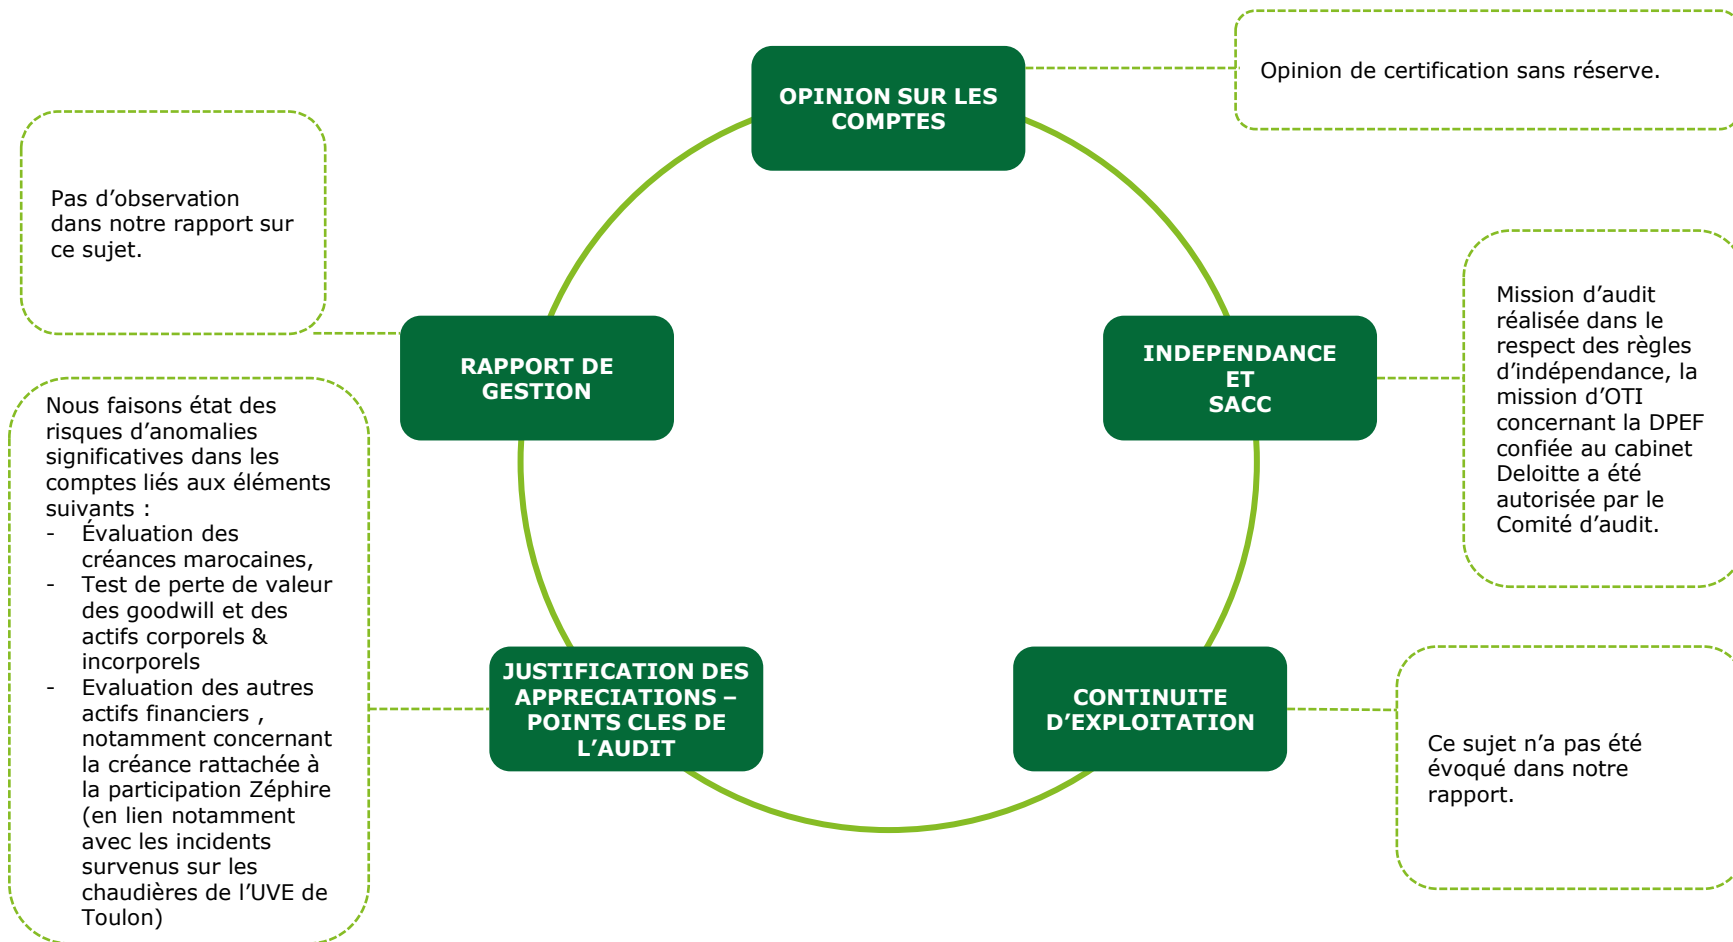 OPINION SUR LES
COMPTES
Opinion de certification sans réserve.
Pas d’observation
dans notre rapport sur
ce sujet.
RAPPORT DE
GESTION
INDEPENDANCE
ET
SACC
Mission d’audit
réalisée dans le
respect des règles
d’indépendance, la
mission d’OTI
concernant la DPEF
confiée au cabinet
Deloitte a été
autorisée par le
Comité d’audit.
Nous faisons état des
risques d’anomalies
significatives dans les
comptes liés aux éléments
suivants :
- Évaluation des
créances marocaines,
- Test de perte de valeur
des goodwill et des
actifs corporels &
incorporels
- Evaluation des autres
actifs financiers ,
notamment concernant
la créance rattachée à
la participation Zéphire
(en lien notamment
avec les incidents
survenus sur les
chaudières de l’UVE de
Toulon)
JUSTIFICATION DES
APPRECIATIONS –
POINTS CLES DE
L’AUDIT
CONTINUITE
D’EXPLOITATION
Ce sujet n’a pas été
évoqué dans notre
rapport.